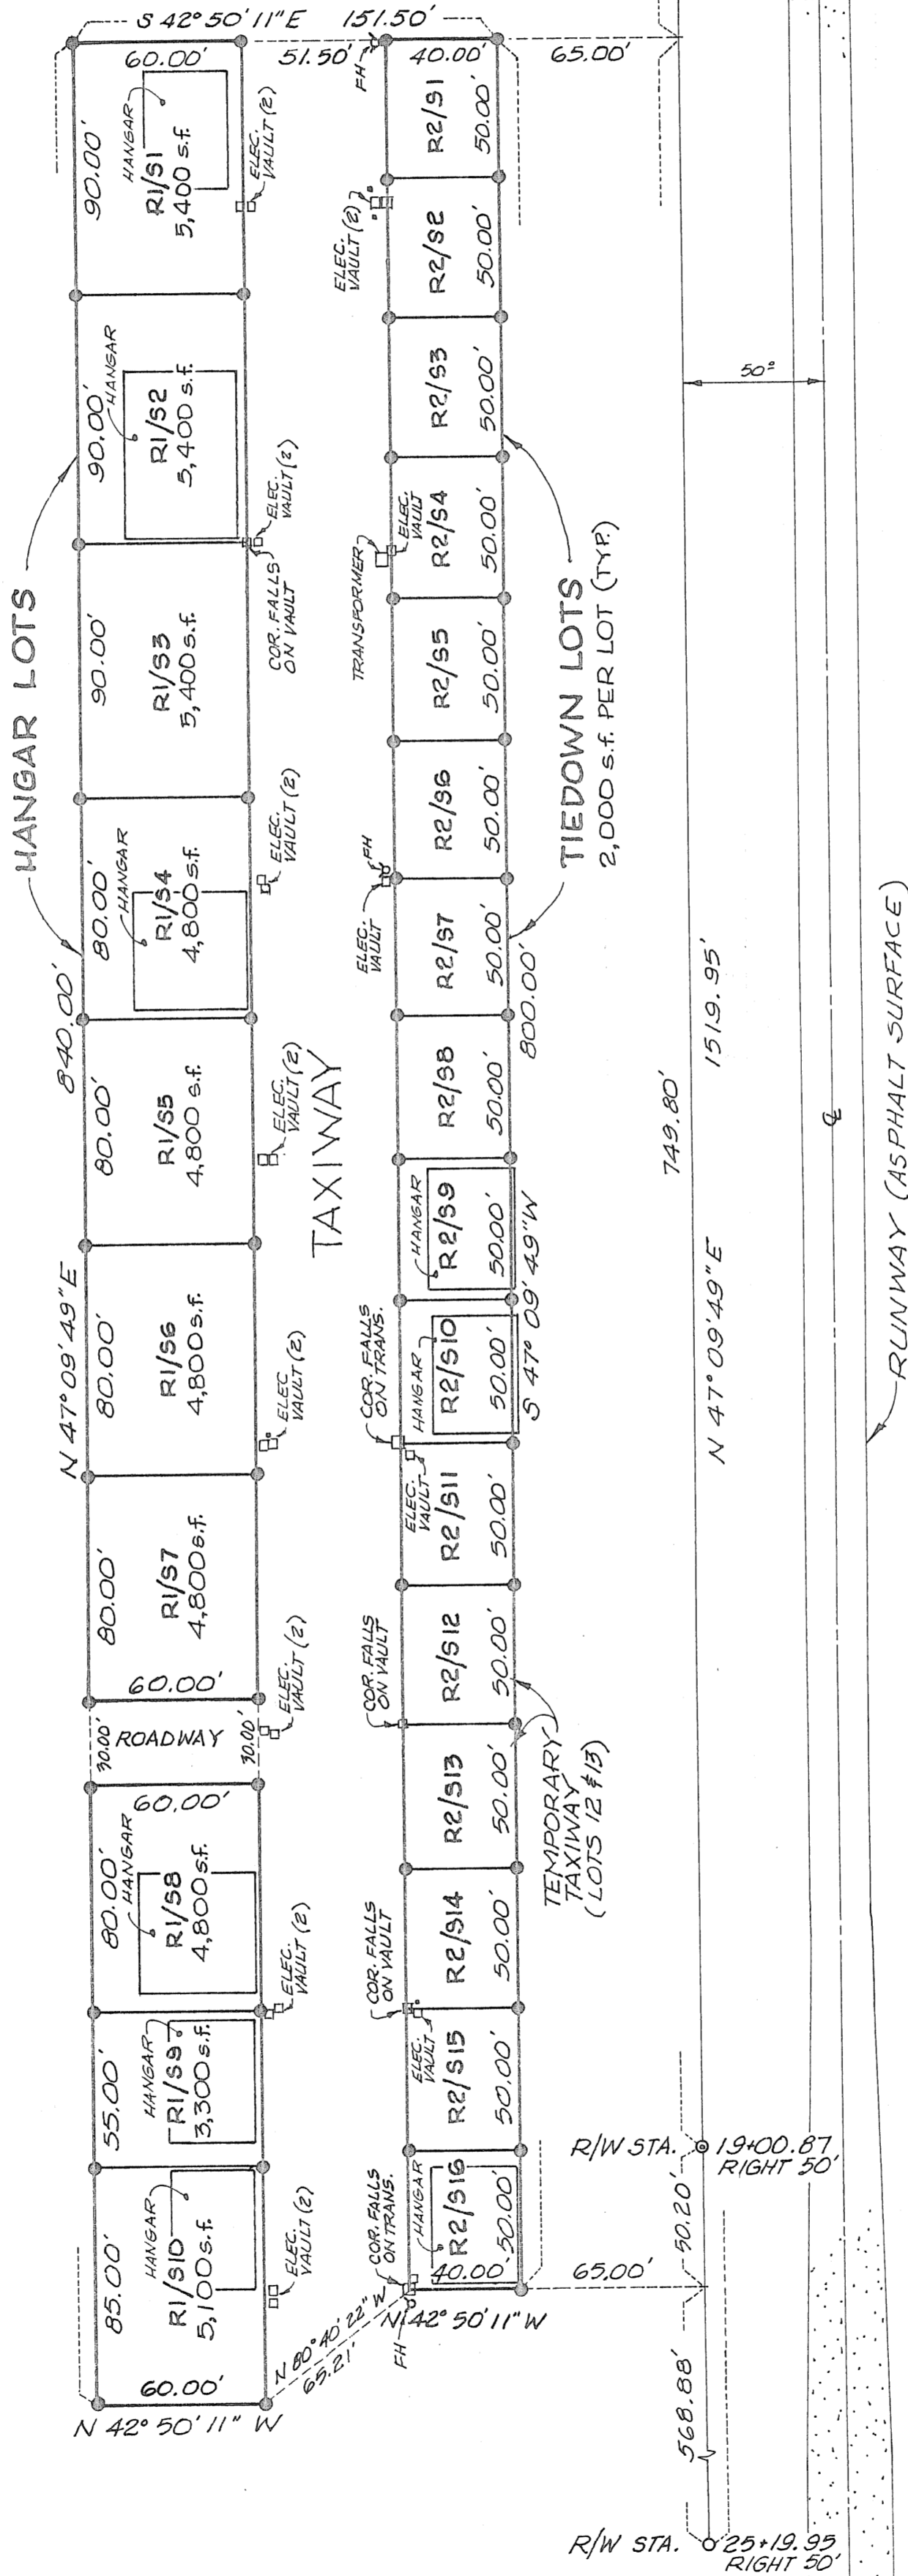 S 42° 50' 11" E 151.50'
60.00'
51.50'
FH
40.00'
65.00'
HANGAR LOTS
840.00'
N 47° 09' 49" E
90.00'
HANGAR
R1/S1
5,400 s.f.
ELEC.
VAULT (2)
90.00'
HANGAR
R1/S2
5,400 s.f.
ELEC.
VAULT (2)
COR. FALLS
ON VAULT
90.00'
R1/S3
5,400 s.f.
80.00'
HANGAR
R1/S4
4,800 s.f.
ELEC.
VAULT (2)
80.00'
R1/S5
4,800 s.f.
ELEC.
VAULT (2)
80.00'
R1/S6
4,800 s.f.
ELEC
VAULT (2)
80.00'
R1/S7
4,800 s.f.
60.00'
30.00'
ROADWAY
30.00'
ELEC.
VAULT (2)
60.00'
80.00'
HANGAR
R1/S8
4,800 s.f.
ELEC.
VAULT (2)
55.00'
HANGAR
R1/S9
3,300 s.f.
85.00'
HANGAR
R1/S10
5,100 s.f.
ELEC.
VAULT (2)
60.00'
N 42° 50' 11" W
N 80° 40' 22" W
65.21'
TAXIWAY
R2/S1
50.00'
ELEC.
VAULT (2)
R2/S2
50.00'
R2/S3
50.00'
TRANSFORMER
ELEC.
VAULT
R2/S4
50.00'
R2/S5
50.00'
R2/S6
50.00'
FH
ELEC.
VAULT
R2/S7
50.00'
R2/S8
50.00'
HANGAR
R2/S9
50.00'
COR. FALLS
ON TRANS.
HANGAR
R2/S10
50.00'
ELEC.
VAULT
R2/S11
50.00'
R2/S12
50.00'
COR. FALLS
ON VAULT
R2/S13
50.00'
R2/S14
50.00'
COR. FALLS
ON VAULT
ELEC.
VAULT
R2/S15
50.00'
COR. FALLS
ON TRANS.
HANGAR
R2/S16
50.00'
40.00'
FH
N 42° 50' 11" W
65.00'
TIEDOWN LOTS
2,000 s.f. PER LOT (TYP.)
800.00'
S 47° 09' 49" W
TEMPORARY
TAXIWAY
(LOTS 12 & 13)
50°
749.80'
1519.95'
N 47° 09' 49" E
℄
RUNWAY (ASPHALT SURFACE)
R/W STA. 19+00.87
RIGHT 50'
50.20'
568.88'
R/W STA. 25+19.95
RIGHT 50'